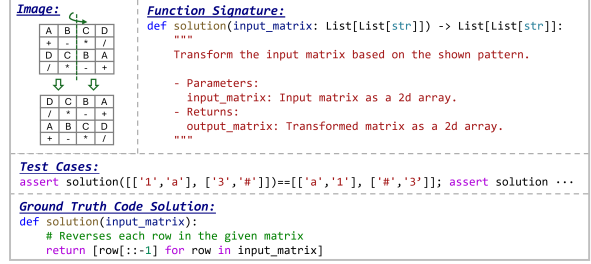 Image:
A B C D
+ - * /
D C B A
/ * - +
D C B A
/ * - +
A B C D
+ - * /
Function Signature:
def solution(input_matrix: List[List[str]]) -> List[List[str]]:
"""
Transform the input matrix based on the shown pattern.
- Parameters:
input_matrix: Input matrix as a 2d array.
- Returns:
output_matrix: Transformed matrix as a 2d array.
"""
Test Cases:
assert solution([['1','a'], ['3','#']])==[['a','1'], ['#','3’]]; assert solution ···
Ground Truth Code Solution:
def solution(input_matrix):
# Reverses each row in the given matrix
return [row[::-1] for row in input_matrix]